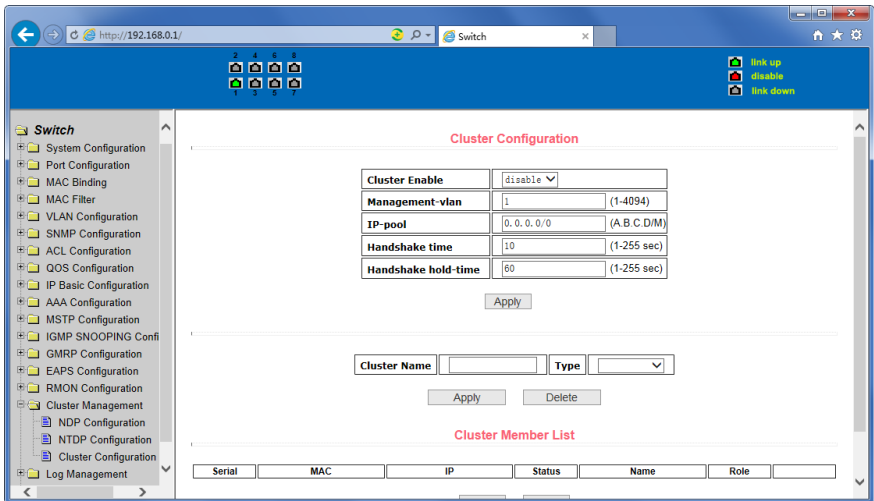 http://192.168.0.1/
Switch
2 4 6 8
1 3 5 7
link up
disable
link down
Switch
System Configuration
Port Configuration
MAC Binding
MAC Filter
VLAN Configuration
SNMP Configuration
ACL Configuration
QOS Configuration
IP Basic Configuration
AAA Configuration
MSTP Configuration
IGMP SNOOPING Confi
GMRP Configuration
EAPS Configuration
RMON Configuration
Cluster Management
NDP Configuration
NTDP Configuration
Cluster Configuration
Log Management
Cluster Configuration
Cluster Enable disable
Management-vlan 1 (1-4094)
IP-pool 0.0.0.0/0 (A.B.C.D/M)
Handshake time 10 (1-255 sec)
Handshake hold-time 60 (1-255 sec)
Apply
Cluster Name Type
Apply Delete
Cluster Member List
Serial MAC IP Status Name Role